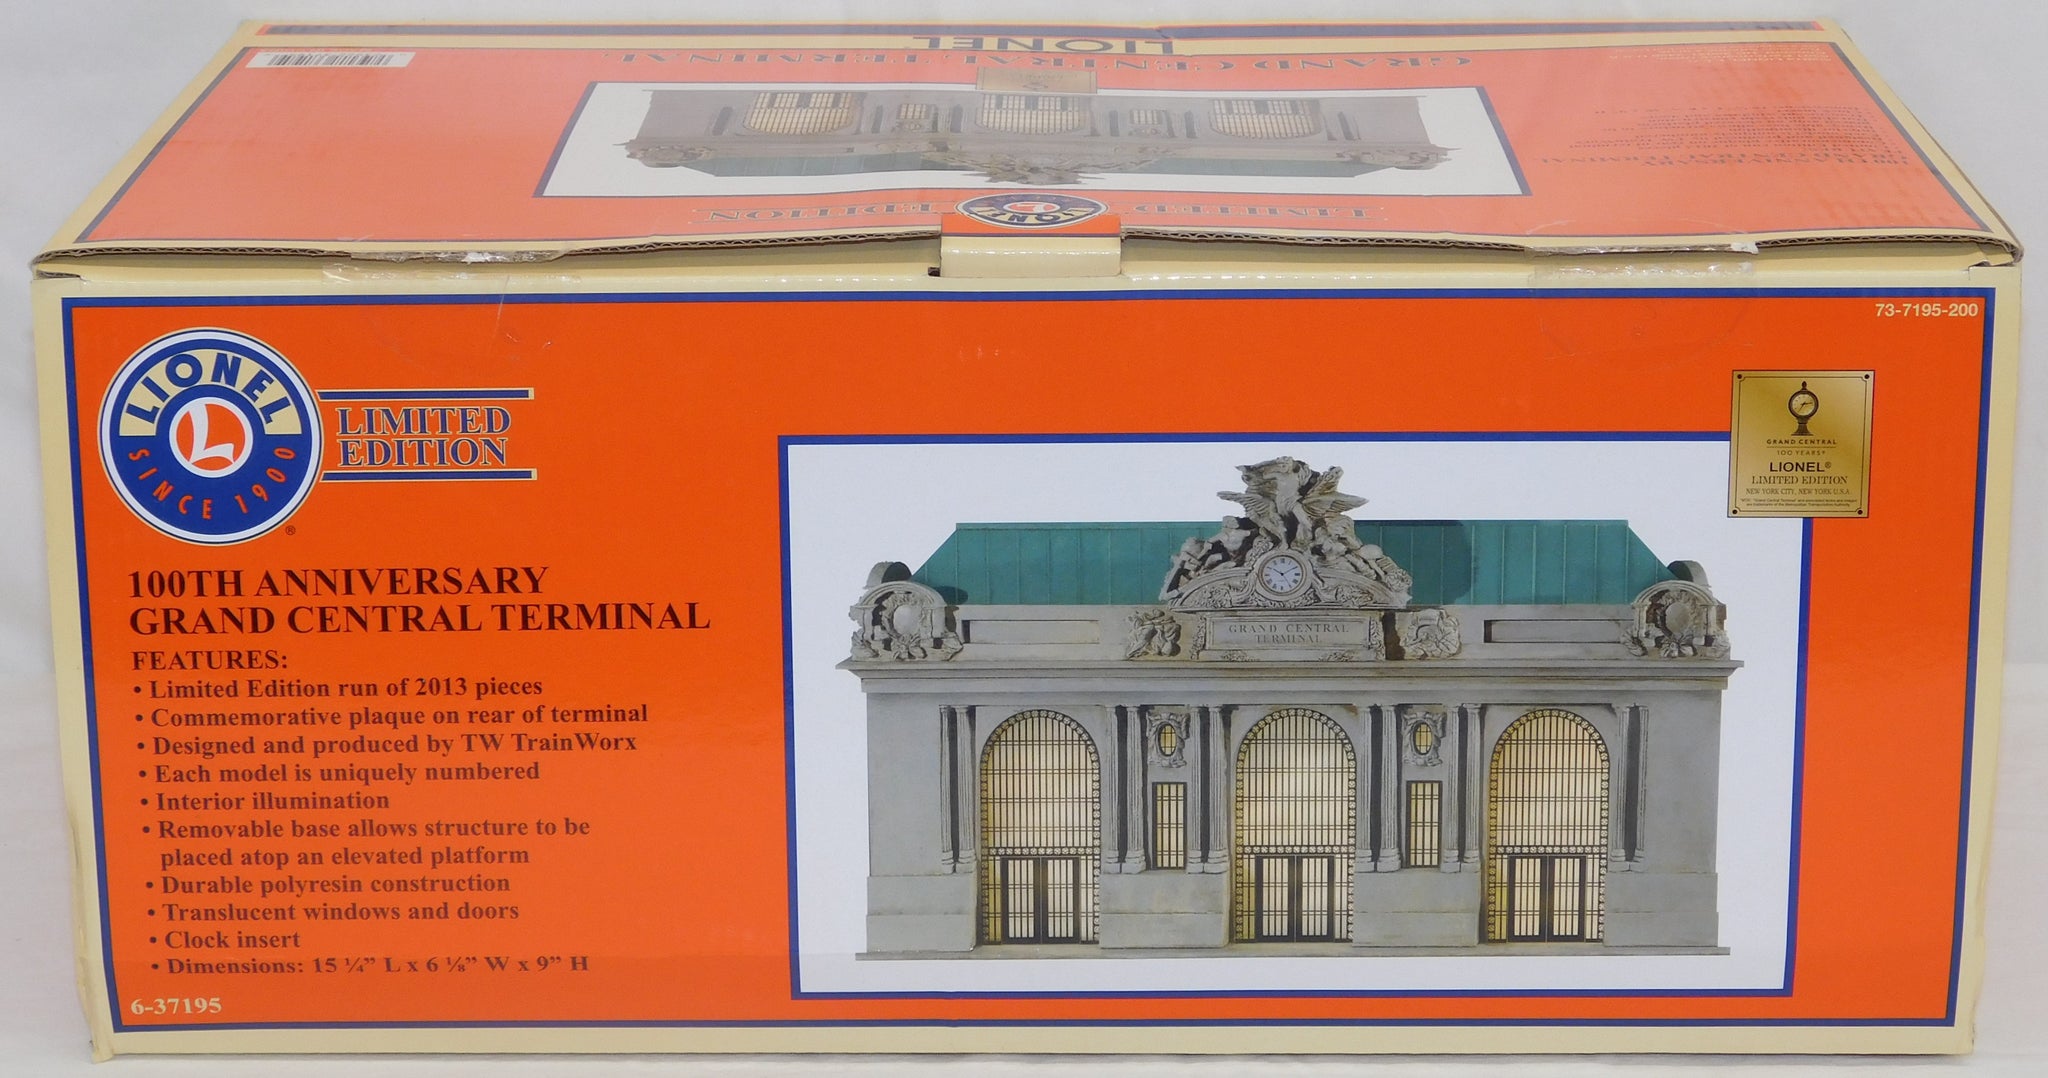 LIONEL
GRAND CENTRAL TERMINAL
LIMITED EDITION
LIONEL
73-7195-200
LIONEL
L
SINCE 1900
®
LIMITED
EDITION
GRAND CENTRAL
100 YEARS
LIONEL®
LIMITED EDITION
NEW YORK CITY, NEW YORK U.S.A.
GRAND CENTRAL
TERMINAL
100TH ANNIVERSARY
GRAND CENTRAL TERMINAL
FEATURES:
• Limited Edition run of 2013 pieces
• Commemorative plaque on rear of terminal
• Designed and produced by TW TrainWorx
• Each model is uniquely numbered
• Interior illumination
• Removable base allows structure to be
placed atop an elevated platform
• Durable polyresin construction
• Translucent windows and doors
• Clock insert
• Dimensions: 15 ¼” L x 6 ⅛” W x 9” H
6-37195